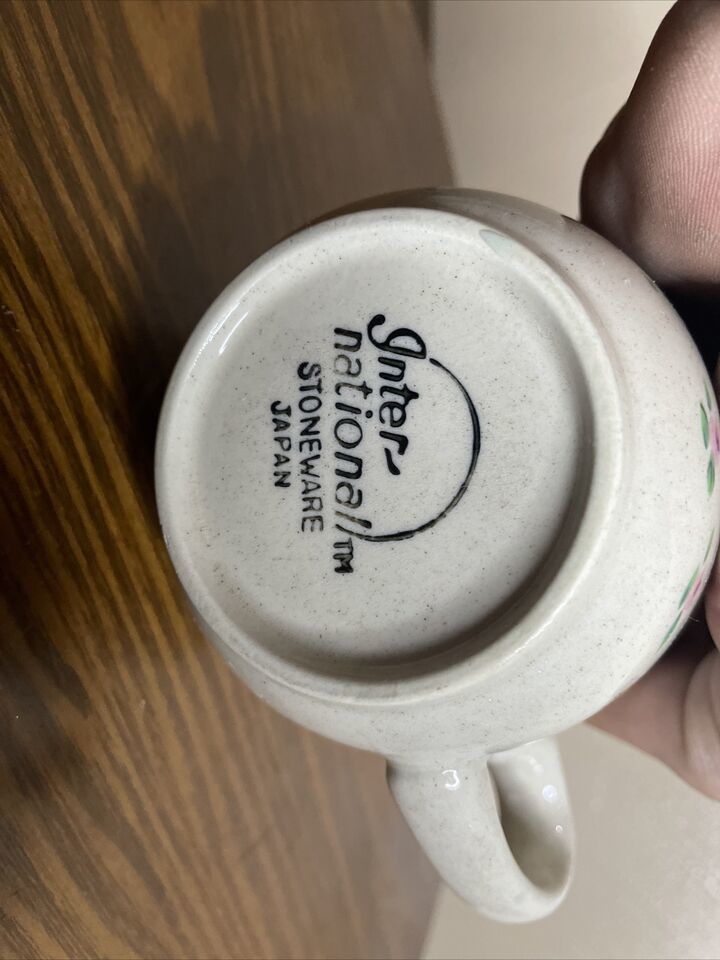 Inter-
national™
STONEWARE
JAPAN